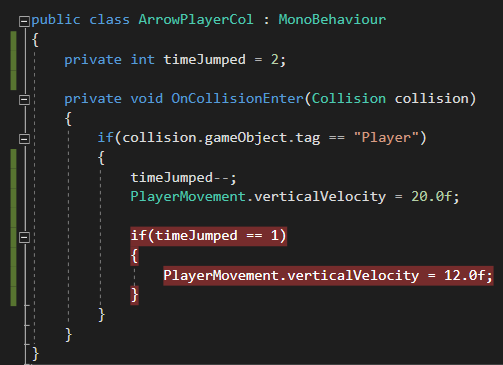 public class ArrowPlayerCol : MonoBehaviour
{
    private int timeJumped = 2;
    private void OnCollisionEnter(Collision collision)
    {
        if(collision.gameObject.tag == "Player")
        {
            timeJumped--;
            PlayerMovement.verticalVelocity = 20.0f;
            if(timeJumped == 1)
            {
                PlayerMovement.verticalVelocity = 12.0f;
            }
        }
    }
}